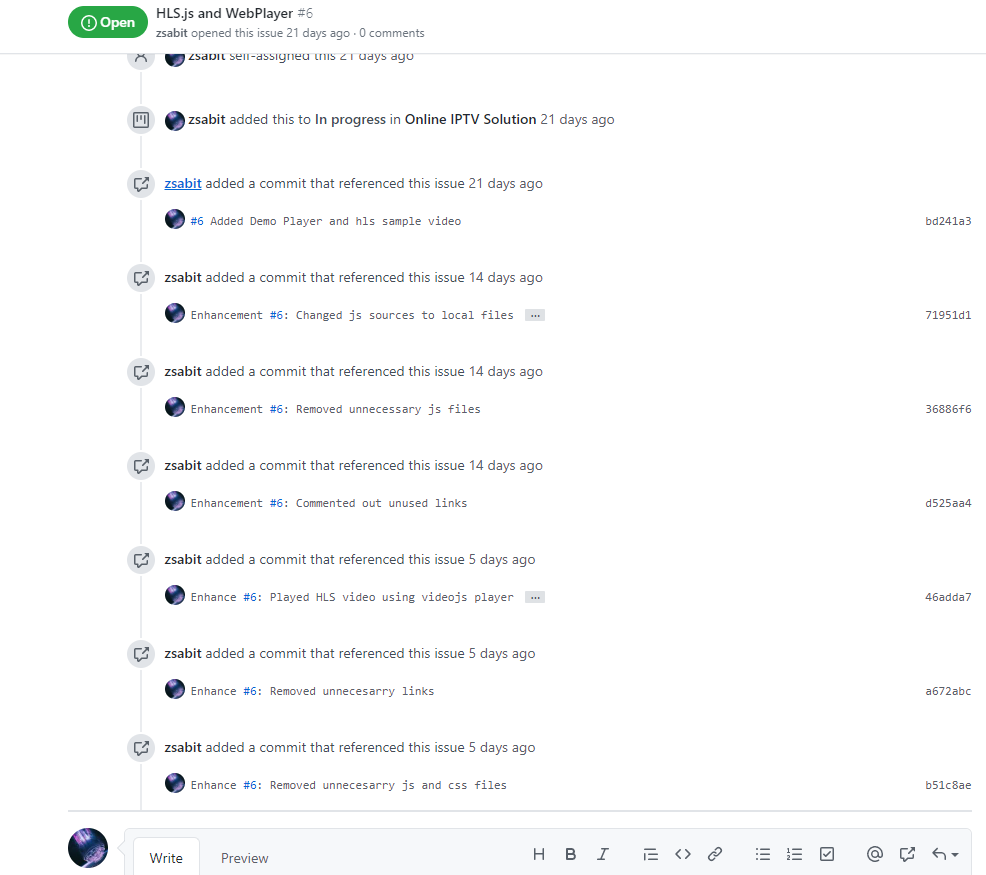 Open
HLS.js and WebPlayer #6
zsabit opened this issue 21 days ago · 0 comments
zsabit self-assigned this 21 days ago
zsabit added this to In progress in Online IPTV Solution 21 days ago
zsabit added a commit that referenced this issue 21 days ago
#6 Added Demo Player and hls sample video bd241a3
zsabit added a commit that referenced this issue 14 days ago
Enhancement #6: Changed js sources to local files ... 71951d1
zsabit added a commit that referenced this issue 14 days ago
Enhancement #6: Removed unnecessary js files 36886f6
zsabit added a commit that referenced this issue 14 days ago
Enhancement #6: Commented out unused links d525aa4
zsabit added a commit that referenced this issue 5 days ago
Enhance #6: Played HLS video using videojs player ... 46adda7
zsabit added a commit that referenced this issue 5 days ago
Enhance #6: Removed unnecesarry links a672abc
zsabit added a commit that referenced this issue 5 days ago
Enhance #6: Removed unnecesarry js and css files b51c8ae
Write Preview H B I @